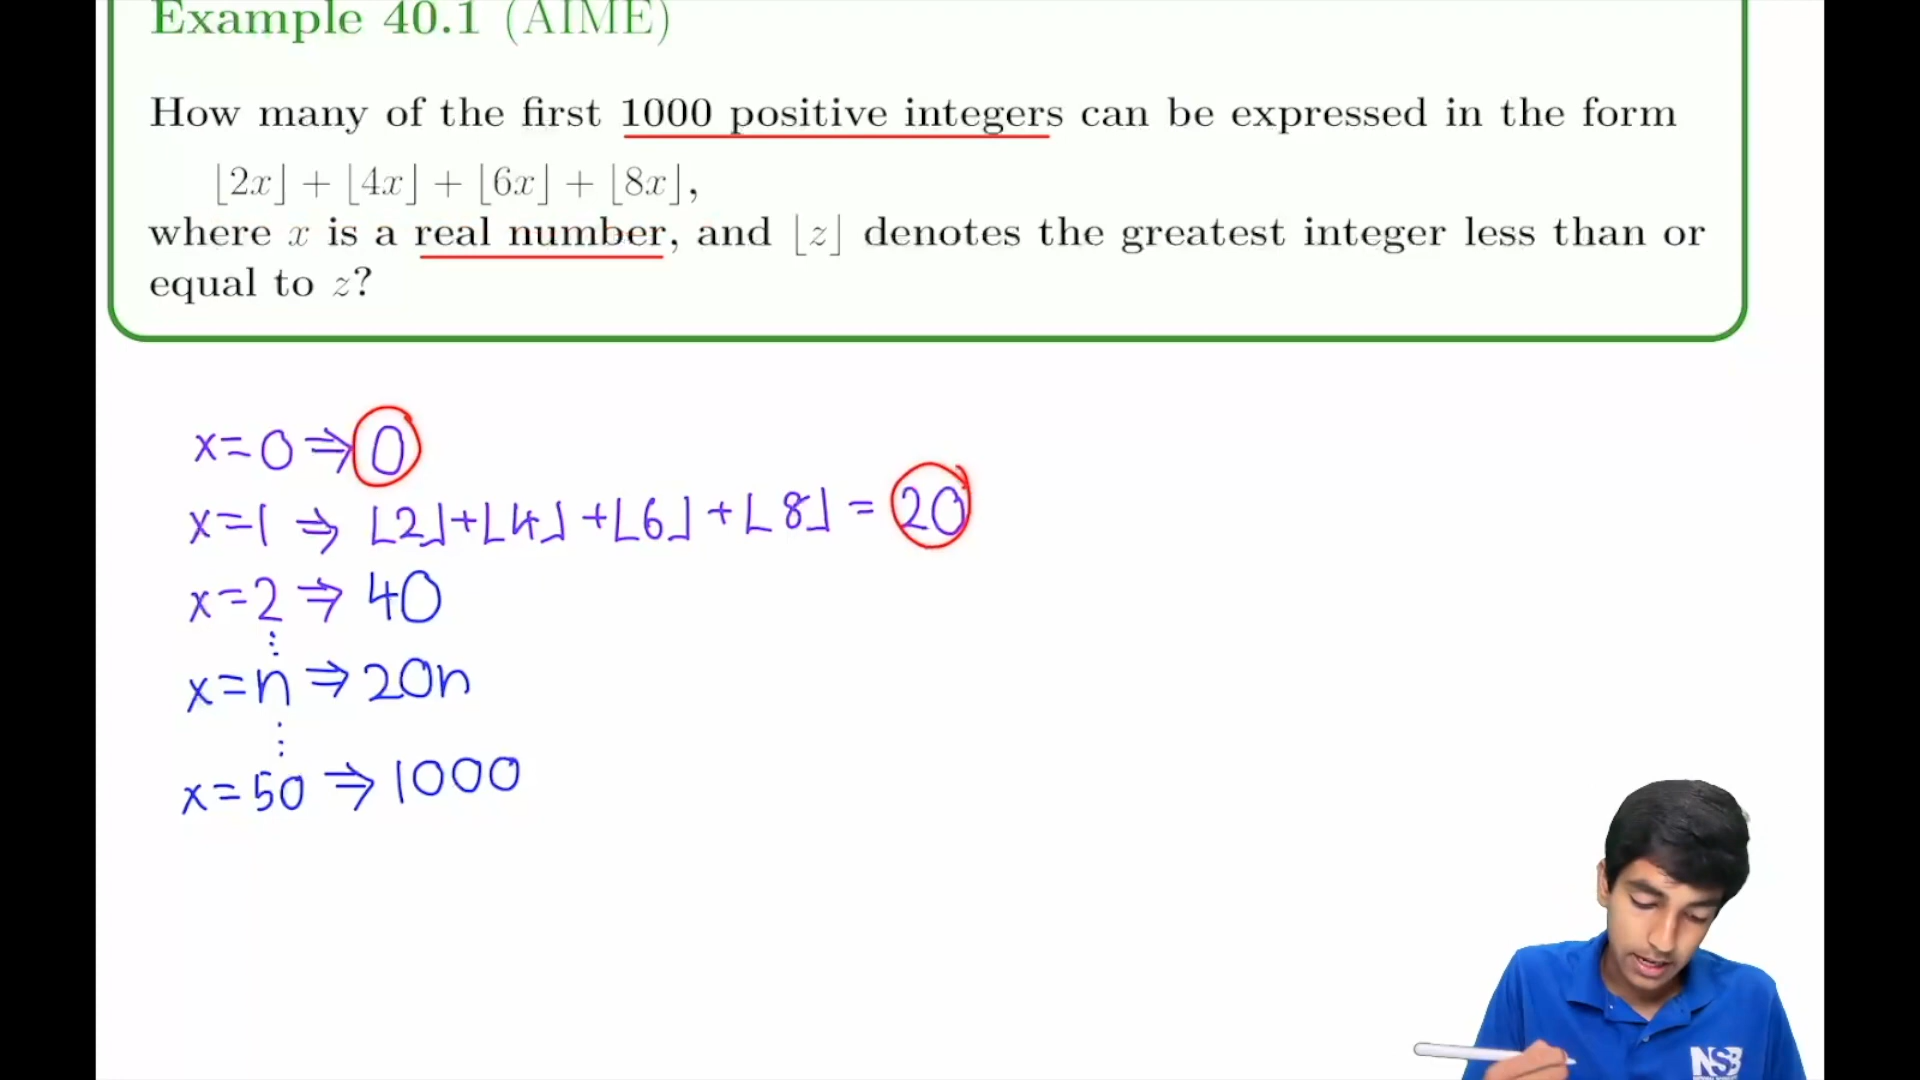 Example 40.1 (AIME)
How many of the first 1000 positive integers can be expressed in the form
⌊2x⌋ + ⌊4x⌋ + ⌊6x⌋ + ⌊8x⌋,
where x is a real number, and ⌊z⌋ denotes the greatest integer less than or
equal to z?
x=0 ⇒ 0
x=1 ⇒ ⌊2⌋+⌊4⌋+⌊6⌋+⌊8⌋ = 20
x=2 ⇒ 40
⋮
x=n ⇒ 20n
⋮
x=50 ⇒ 1000
NSB